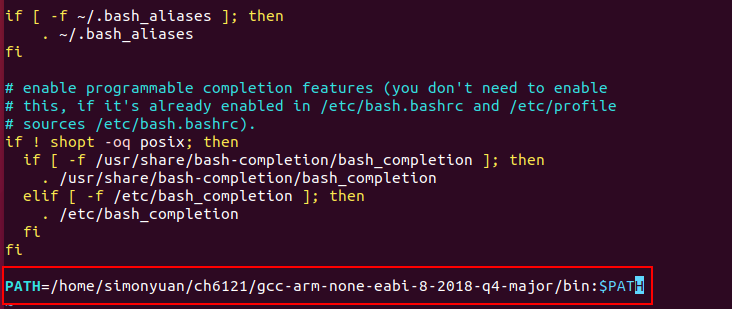 if [ -f ~/.bash_aliases ]; then
    . ~/.bash_aliases
fi

# enable programmable completion features (you don't need to enable
# this, if it's already enabled in /etc/bash.bashrc and /etc/profile
# sources /etc/bash.bashrc).
if ! shopt -oq posix; then
  if [ -f /usr/share/bash-completion/bash_completion ]; then
    . /usr/share/bash-completion/bash_completion
  elif [ -f /etc/bash_completion ]; then
    . /etc/bash_completion
  fi
fi

PATH=/home/simonyuan/ch6121/gcc-arm-none-eabi-8-2018-q4-major/bin:$PATH